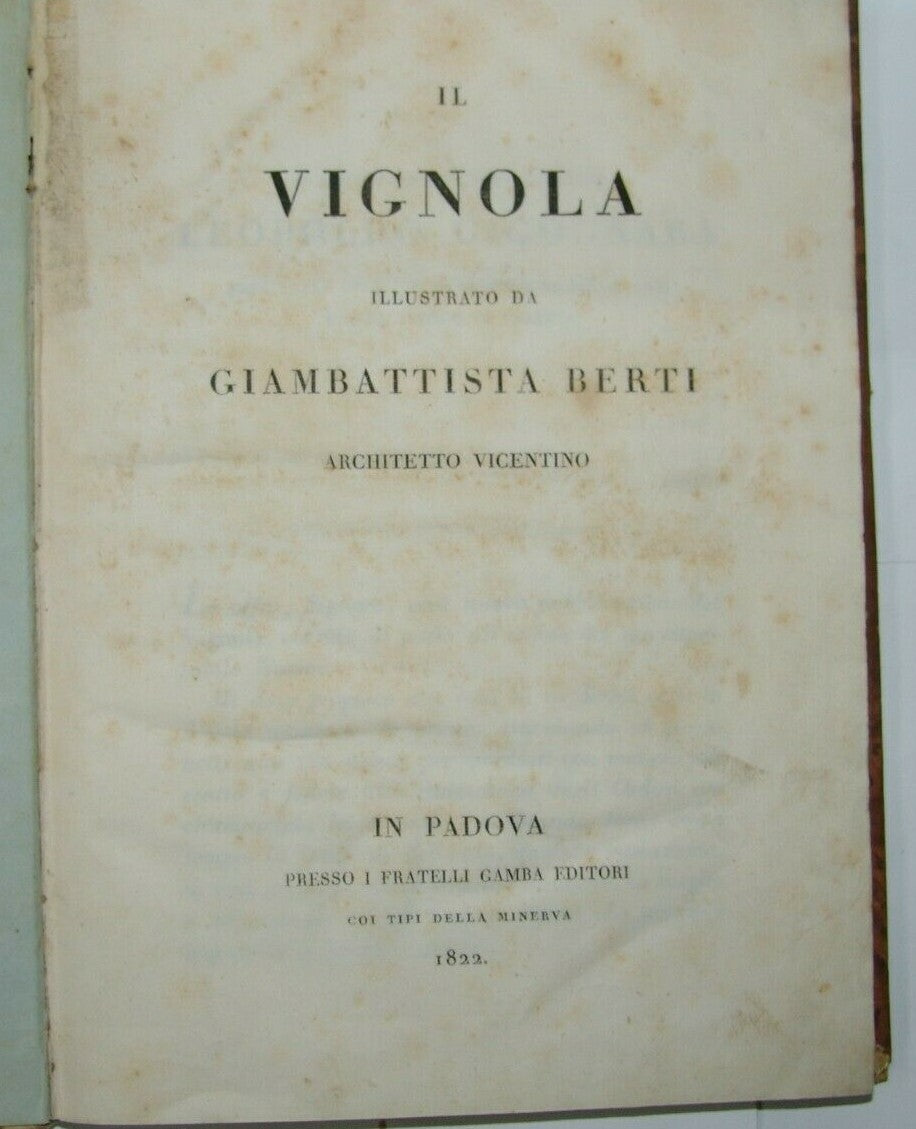 IL
VIGNOLA
ILLUSTRATO DA
GIAMBATTISTA BERTI
ARCHITETTO VICENTINO
IN PADOVA
PRESSO I FRATELLI GAMBA EDITORI
COI TIPI DELLA MINERVA
1822.